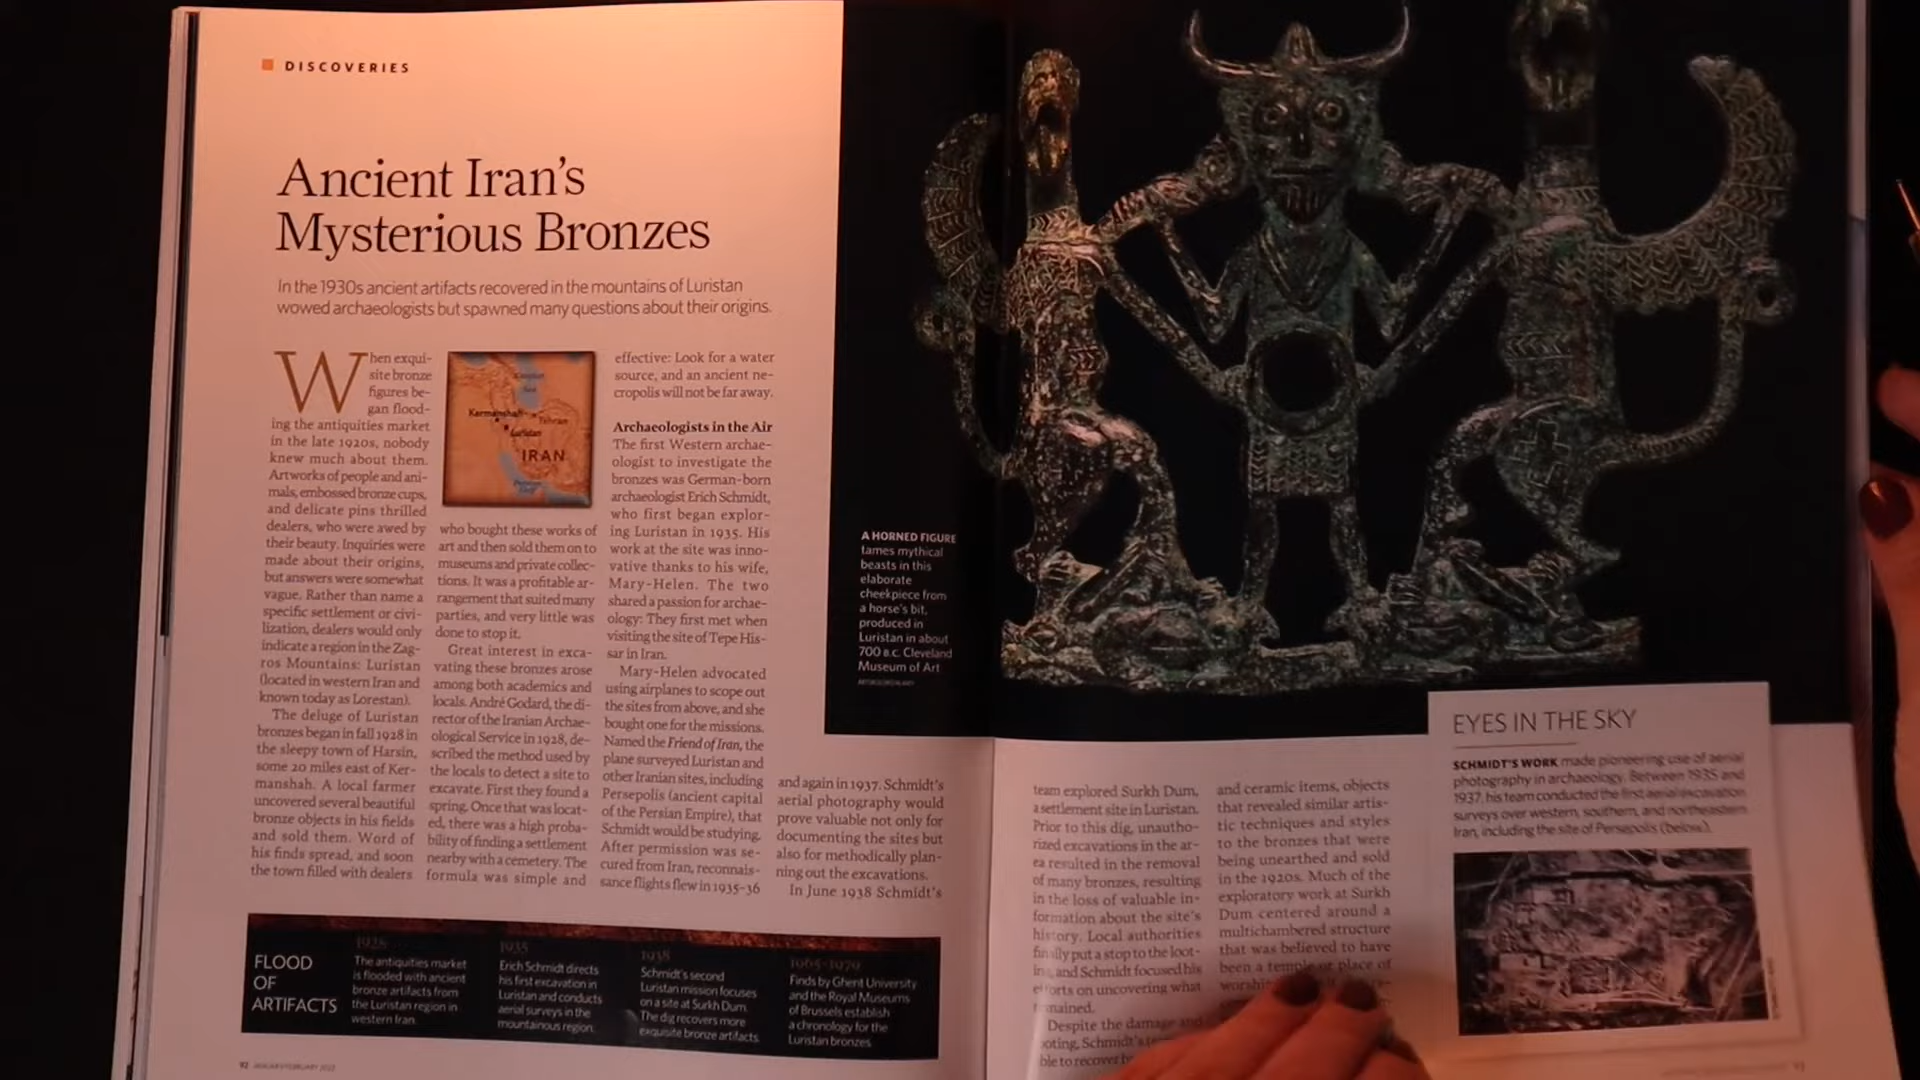 DISCOVERIES
Ancient Iran's
Mysterious Bronzes
In the 1930s ancient artifacts recovered in the mountains of Luristan
wowed archaeologists but spawned many questions about their origins.
When exqui-
site bronze
figures be-
gan flood-
ing the antiquities market
in the late 1920s, nobody
knew much about them.
Artworks of people and ani-
mals, embossed bronze cups,
and delicate pins thrilled
dealers, who were awed by
their beauty. Inquiries were
made about their origins,
but answers were somewhat
vague. Rather than name a
specific settlement or civi-
lization, dealers would only
indicate a region in the Zag-
ros Mountains: Luristan
(located in western Iran and
known today as Lorestan).
The deluge of Luristan
bronzes began in fall 1928 in
the sleepy town of Harsin,
some 20 miles east of Ker-
manshah. A local farmer
uncovered several beautiful
bronze objects in his fields
and sold them. Word of
his finds spread, and soon
the town filled with dealers
Caspian
Sea
Kermanshah
Tehran
Luristan
IRAN
Persian
Gulf
who bought these works of
art and then sold them on to
museums and private collec-
tions. It was a profitable ar-
rangement that suited many
parties, and very little was
done to stop it.
Great interest in exca-
vating these bronzes arose
among both academics and
locals. André Godard, the di-
rector of the Iranian Archae-
ological Service in 1928, de-
scribed the method used by
the locals to detect a site to
excavate. First they found a
spring. Once that was locat-
ed, there was a high proba-
bility of finding a settlement
nearby with a cemetery. The
formula was simple and
effective: Look for a water
source, and an ancient ne-
cropolis will not be far away.
Archaeologists in the Air
The first Western archae-
ologist to investigate the
bronzes was German-born
archaeologist Erich Schmidt,
who first began explor-
ing Luristan in 1935. His
work at the site was inno-
vative thanks to his wife,
Mary-Helen. The two
shared a passion for archae-
ology: They first met when
visiting the site of Tepe His-
sar in Iran.
Mary-Helen advocated
using airplanes to scope out
the sites from above, and she
bought one for the missions.
Named the Friend of Iran, the
plane surveyed Luristan and
other Iranian sites, including
Persepolis (ancient capital
of the Persian Empire), that
Schmidt would be studying.
After permission was se-
cured from Iran, reconnais-
sance flights flew in 1935-36
and again in 1937. Schmidt's
aerial photography would
prove valuable not only for
documenting the sites but
also for methodically plan-
ning out the excavations.
In June 1938 Schmidt's
A HORNED FIGURE
tames mythical
beasts in this
elaborate
cheekpiece from
a horse's bit,
produced in
Luristan in about
700 B.C. Cleveland
Museum of Art
team explored Surkh Dum,
a settlement site in Luristan.
Prior to this dig, unautho-
rized excavations in the ar-
ea resulted in the removal
of many bronzes, resulting
in the loss of valuable in-
formation about the site's
history. Local authorities
finally put a stop to the loot-
ing, and Schmidt focused his
efforts on uncovering what
remained.
Despite the damage and
looting, Schmidt's
able to recover
and ceramic items, objects
that revealed similar artis-
tic techniques and styles
to the bronzes that were
being unearthed and sold
in the 1920s. Much of the
exploratory work at Surkh
Dum centered around a
multichambered structure
that was believed to have
been a temple or place of
EYES IN THE SKY
SCHMIDT'S WORK made pioneering use of aerial
photography in archaeology. Between 1935 and
1937, his team conducted the first aerial excavation
surveys over western, southern, and northeastern
Iran, including the site of Persepolis (below).
FLOOD
OF
ARTIFACTS
1928
The antiquities market
is flooded with ancient
bronze artifacts from
the Luristan region in
western Iran.
1935
Erich Schmidt directs
his first excavation in
Luristan and conducts
aerial surveys in the
mountainous region.
1938
Schmidt's second
Luristan mission focuses
on a site at Surkh Dum.
The dig recovers more
exquisite bronze artifacts.
1965-1979
Finds by Ghent University
and the Royal Museums
of Brussels establish
a chronology for the
Luristan bronzes.
92 JANUARY/FEBRUARY 2022